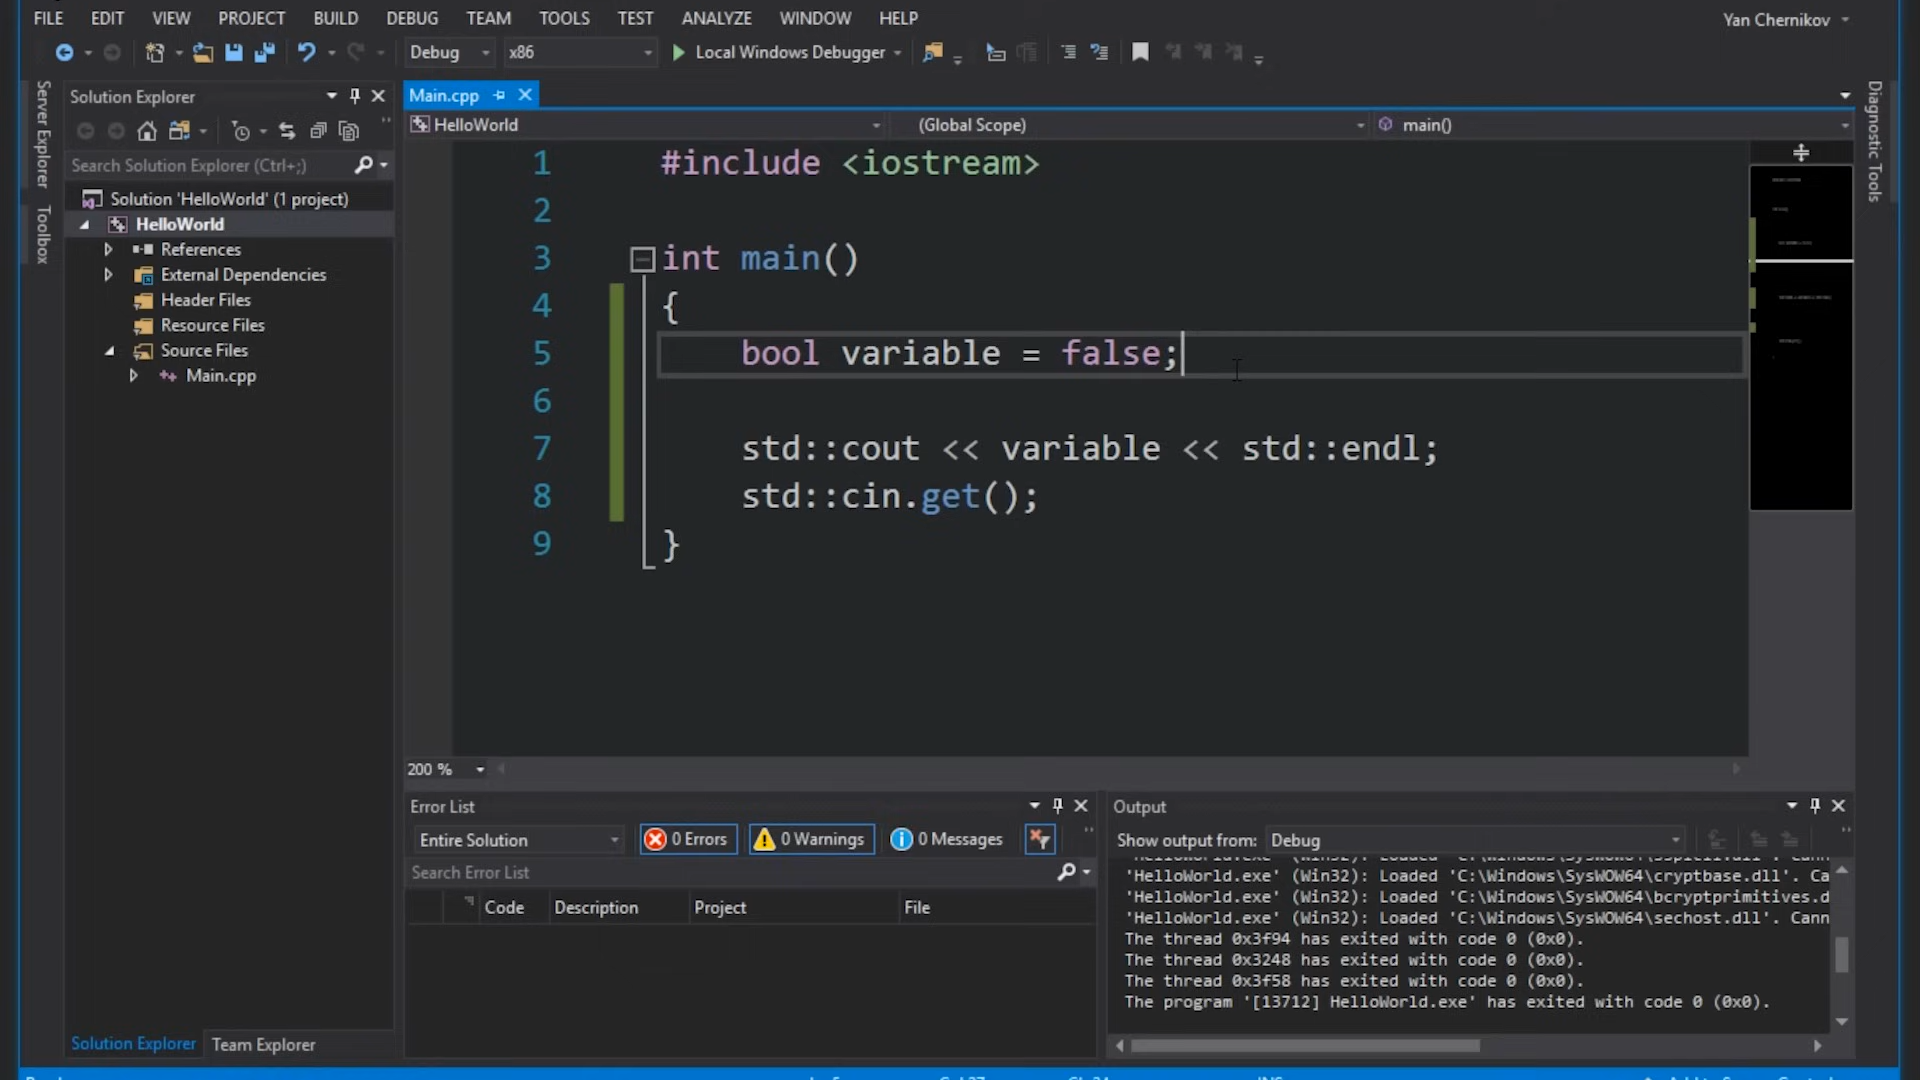 FILE EDIT VIEW PROJECT BUILD DEBUG TEAM TOOLS TEST ANALYZE WINDOW HELP Yan Chernikov
Debug x86 Local Windows Debugger
Server Explorer
Toolbox
Solution Explorer
Search Solution Explorer (Ctrl+;)
Solution 'HelloWorld' (1 project)
HelloWorld
References
External Dependencies
Header Files
Resource Files
Source Files
Main.cpp
Solution Explorer Team Explorer
Main.cpp
HelloWorld (Global Scope) main()
1 #include <iostream>
2
3 int main()
4 {
5 bool variable = false;
6
7 std::cout << variable << std::endl;
8 std::cin.get();
9 }
200 %
Error List
Entire Solution 0 Errors 0 Warnings 0 Messages
Search Error List
Code Description Project File
Output
Show output from: Debug
'HelloWorld.exe' (Win32): Loaded 'C:\Windows\SysWOW64\cryptbase.dll'. Ca
'HelloWorld.exe' (Win32): Loaded 'C:\Windows\SysWOW64\bcryptprimitives.d
'HelloWorld.exe' (Win32): Loaded 'C:\Windows\SysWOW64\sechost.dll'. Cann
The thread 0x3f94 has exited with code 0 (0x0).
The thread 0x3248 has exited with code 0 (0x0).
The thread 0x3f58 has exited with code 0 (0x0).
The program '[13712] HelloWorld.exe' has exited with code 0 (0x0).
Diagnostic Tools